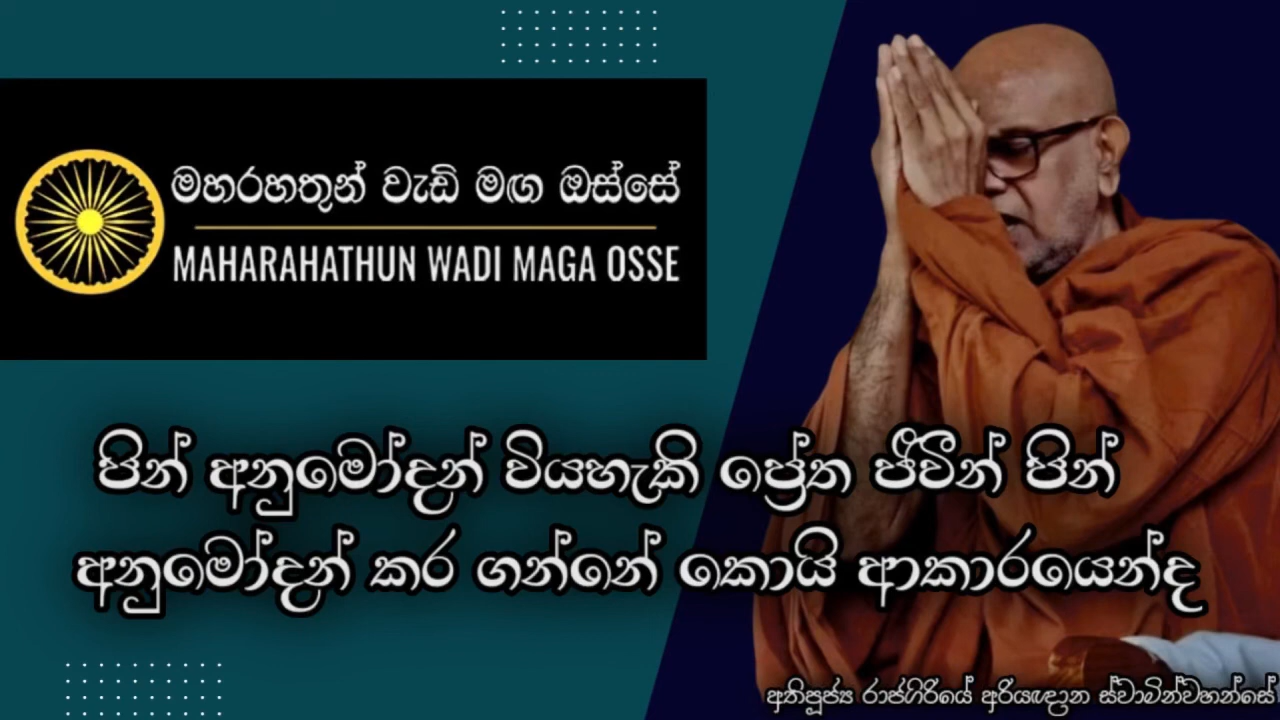 මහරහතුන් වැඩි මඟ ඔස්සේ
MAHARAHATHUN WADI MAGA OSSE
පින් අනුමෝදන් වියහැකි ප්‍රේත ජීවීන් පින්
අනුමෝදන් කර ගන්නේ කොයි ආකාරයෙන්ද
අතිපූජ්‍ය රාජගිරියේ අරියඥාන ස්වාමින්වහන්සේ